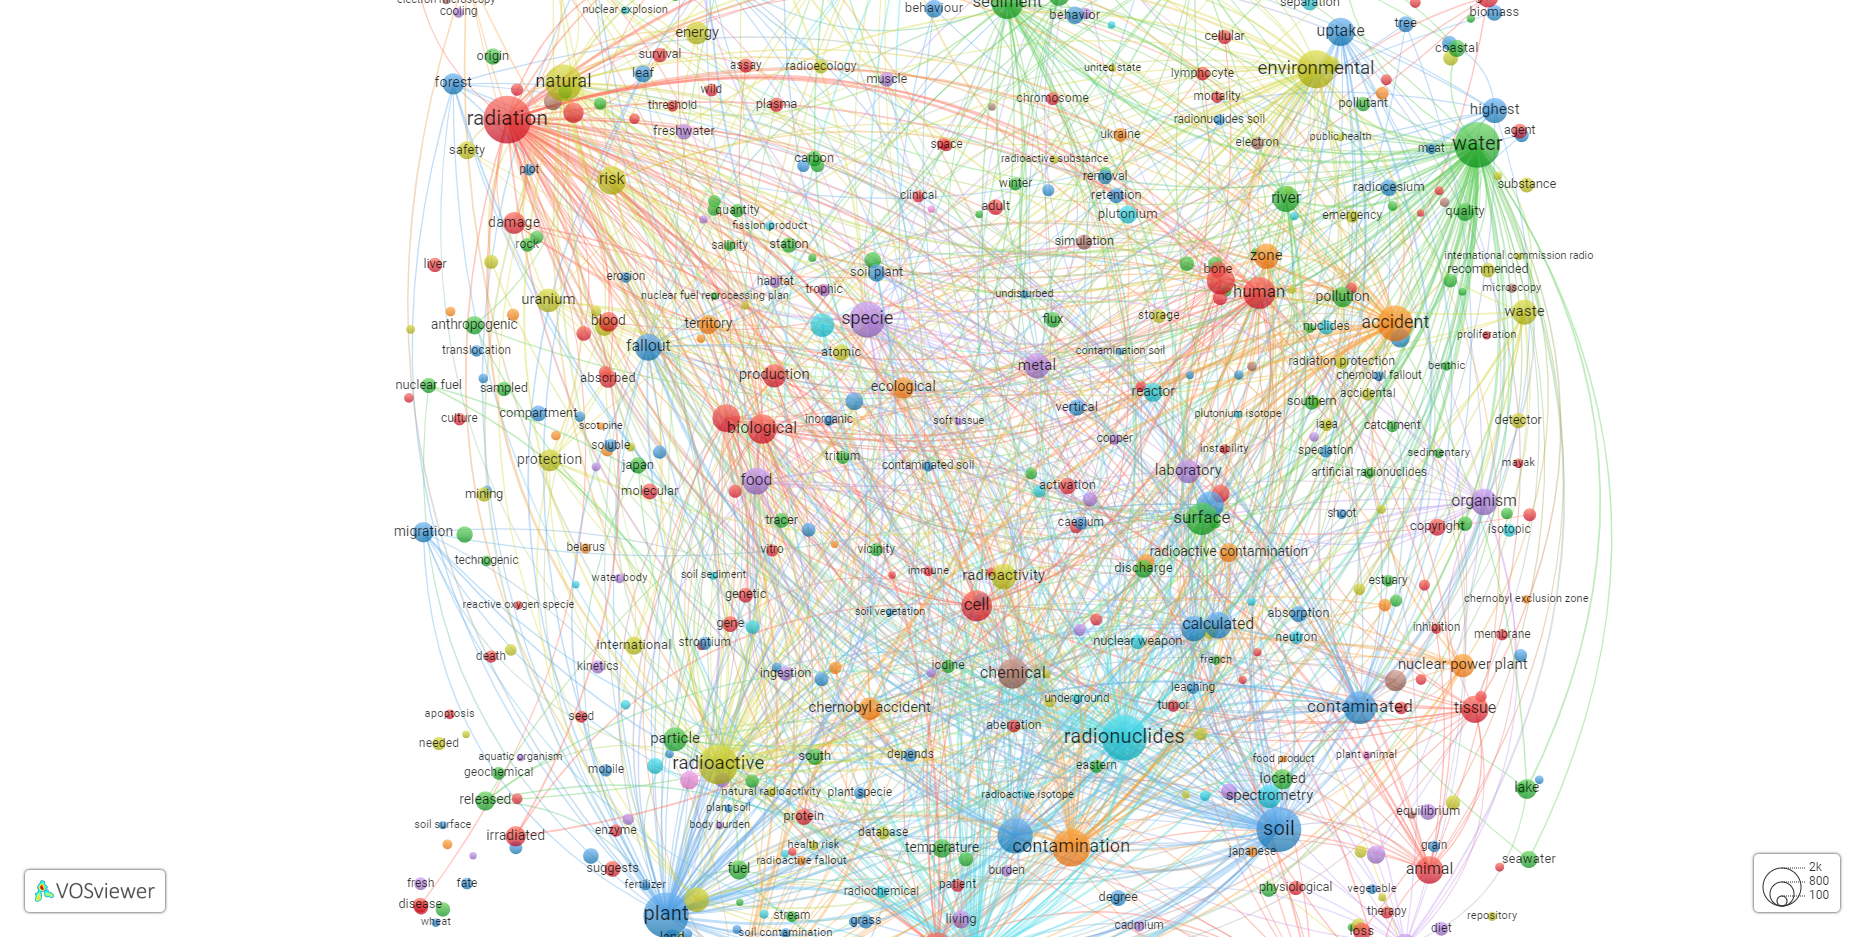 cooling
nuclear explosion
behaviour
sediment
behavior
separation
biomass
tree
uptake
energy
origin
survival
cellular
coastal
forest
natural
leaf
assay
radioecology
muscle
united state
lymphocyte
environmental
wild
threshold
plasma
chromosome
mortality
pollutant
highest
radiation
freshwater
ukraine
radionuclides soil
public health
agent
safety
space
electron
water
meat
plot
carbon
radioactive substance
risk
winter
removal
radiocesium
substance
clinical
retention
river
damage
quantity
adult
plutonium
emergency
quality
fission product
rock
salinity
station
simulation
zone
international commission radio
liver
erosion
soil plant
bone
recommended
habitat
trophic
human
microscopy
uranium
nuclear fuel reprocessing plan
undisturbed
pollution
anthropogenic
blood
territory
specie
flux
storage
nuclides
accident
waste
translocation
fallout
atomic
contamination soil
proliferation
nuclear fuel
sampled
absorbed
production
ecological
metal
radiation protection
chernobyl fallout
benthic
reactor
accidental
culture
compartment
scot pine
biological
inorganic
soft tissue
vertical
plutonium isotope
southern
iaea
catchment
detector
soluble
copper
instability
speciation
sedimentary
protection
japan
tritium
contaminated soil
laboratory
artificial radionuclides
mayak
mining
molecular
food
activation
organism
migration
tracer
caesium
surface
shoot
copyright
isotopic
belarus
vitro
vicinity
radioactive contamination
technogenic
water body
soil sediment
immune
radioactivity
discharge
estuary
reactive oxygen specie
genetic
cell
chernobyl exclusion zone
gene
soil vegetation
calculated
absorption
international
strontium
nuclear weapon
neutron
inhibition
membrane
death
kinetics
ingestion
iodine
chemical
french
nuclear power plant
leaching
apoptosis
seed
chernobyl accident
underground
tumor
contaminated
tissue
needed
particle
aberration
radionuclides
aquatic organism
geochemical
mobile
radioactive
south
depends
eastern
food product
plant animal
located
released
natural radioactivity
plant specie
radioactive isotope
spectrometry
lake
soil surface
plant soil
body burden
protein
equilibrium
irradiated
enzyme
database
soil
health risk
temperature
contamination
japanese
grain
suggests
radioactive fallout
seawater
fuel
burden
animal
fresh
fate
fertilizer
radiochemical
patient
physiological
vegetable
disease
wheat
plant
stream
grass
living
degree
therapy
repository
land
soil contamination
cadmium
loss
diet
VOSviewer
2k
800
100